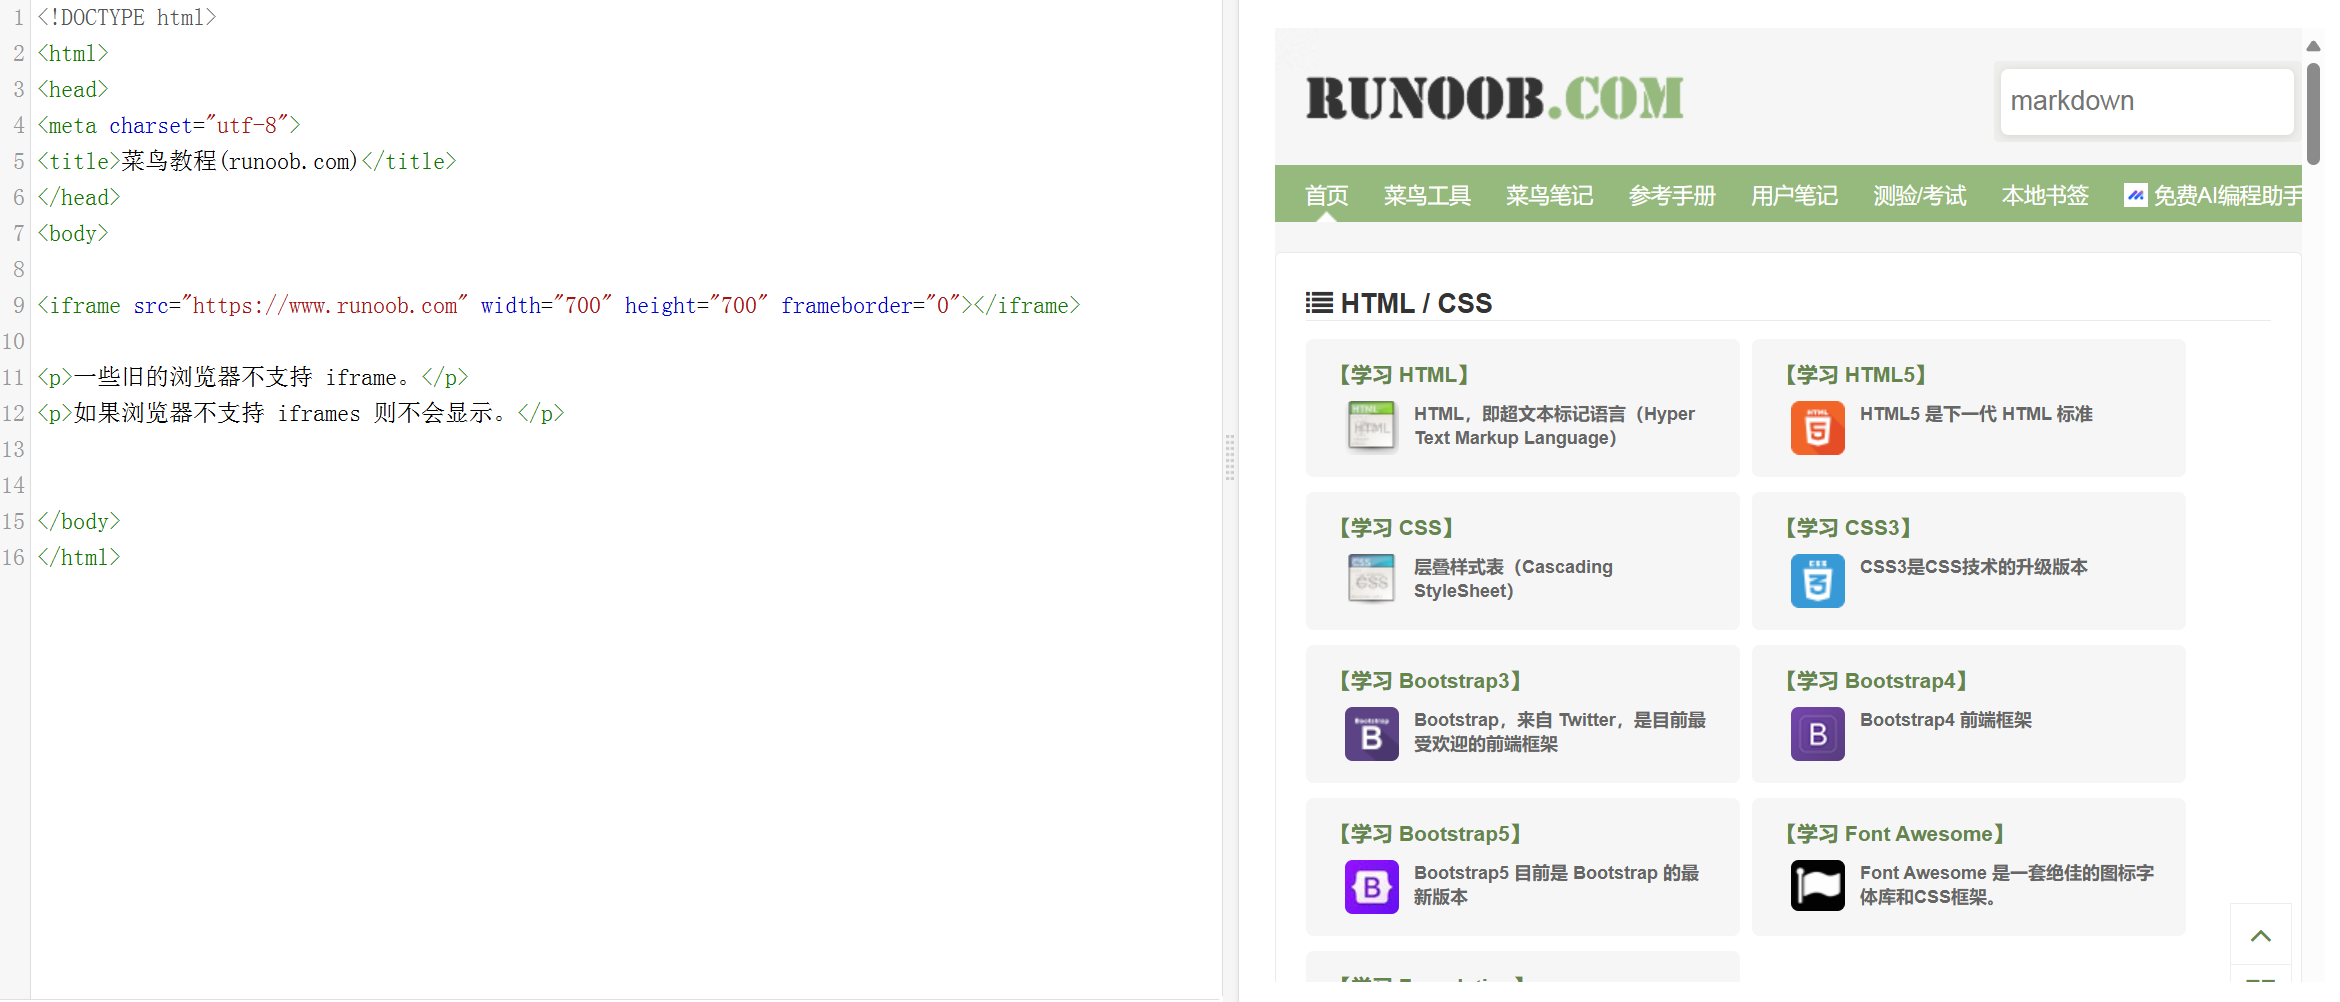 1 <!DOCTYPE html>
2 <html>
3 <head>
4 <meta charset="utf-8">
5 <title>菜鸟教程(runoob.com)</title>
6 </head>
7 <body>
8
9 <iframe src="https://www.runoob.com" width="700" height="700" frameborder="0"></iframe>
10
11 <p>一些旧的浏览器不支持 iframe。</p>
12 <p>如果浏览器不支持 iframes 则不会显示。</p>
13
14
15 </body>
16 </html>
RUNOOB.COM
markdown
首页 菜鸟工具 菜鸟笔记 参考手册 用户笔记 测验/考试 本地书签 免费AI编程助手
HTML / CSS
【学习 HTML】
HTML
HTML
HTML，即超文本标记语言（Hyper
Text Markup Language）
【学习 HTML5】
HTML
5
HTML5 是下一代 HTML 标准
【学习 CSS】
CSS
CSS
层叠样式表（Cascading
StyleSheet）
【学习 CSS3】
CSS
3
CSS3是CSS技术的升级版本
【学习 Bootstrap3】
Bootstrap
B
Bootstrap，来自 Twitter，是目前最
受欢迎的前端框架
【学习 Bootstrap4】
B
Bootstrap4 前端框架
【学习 Bootstrap5】
B
Bootstrap5 目前是 Bootstrap 的最
新版本
【学习 Font Awesome】
Font Awesome 是一套绝佳的图标字
体库和CSS框架。